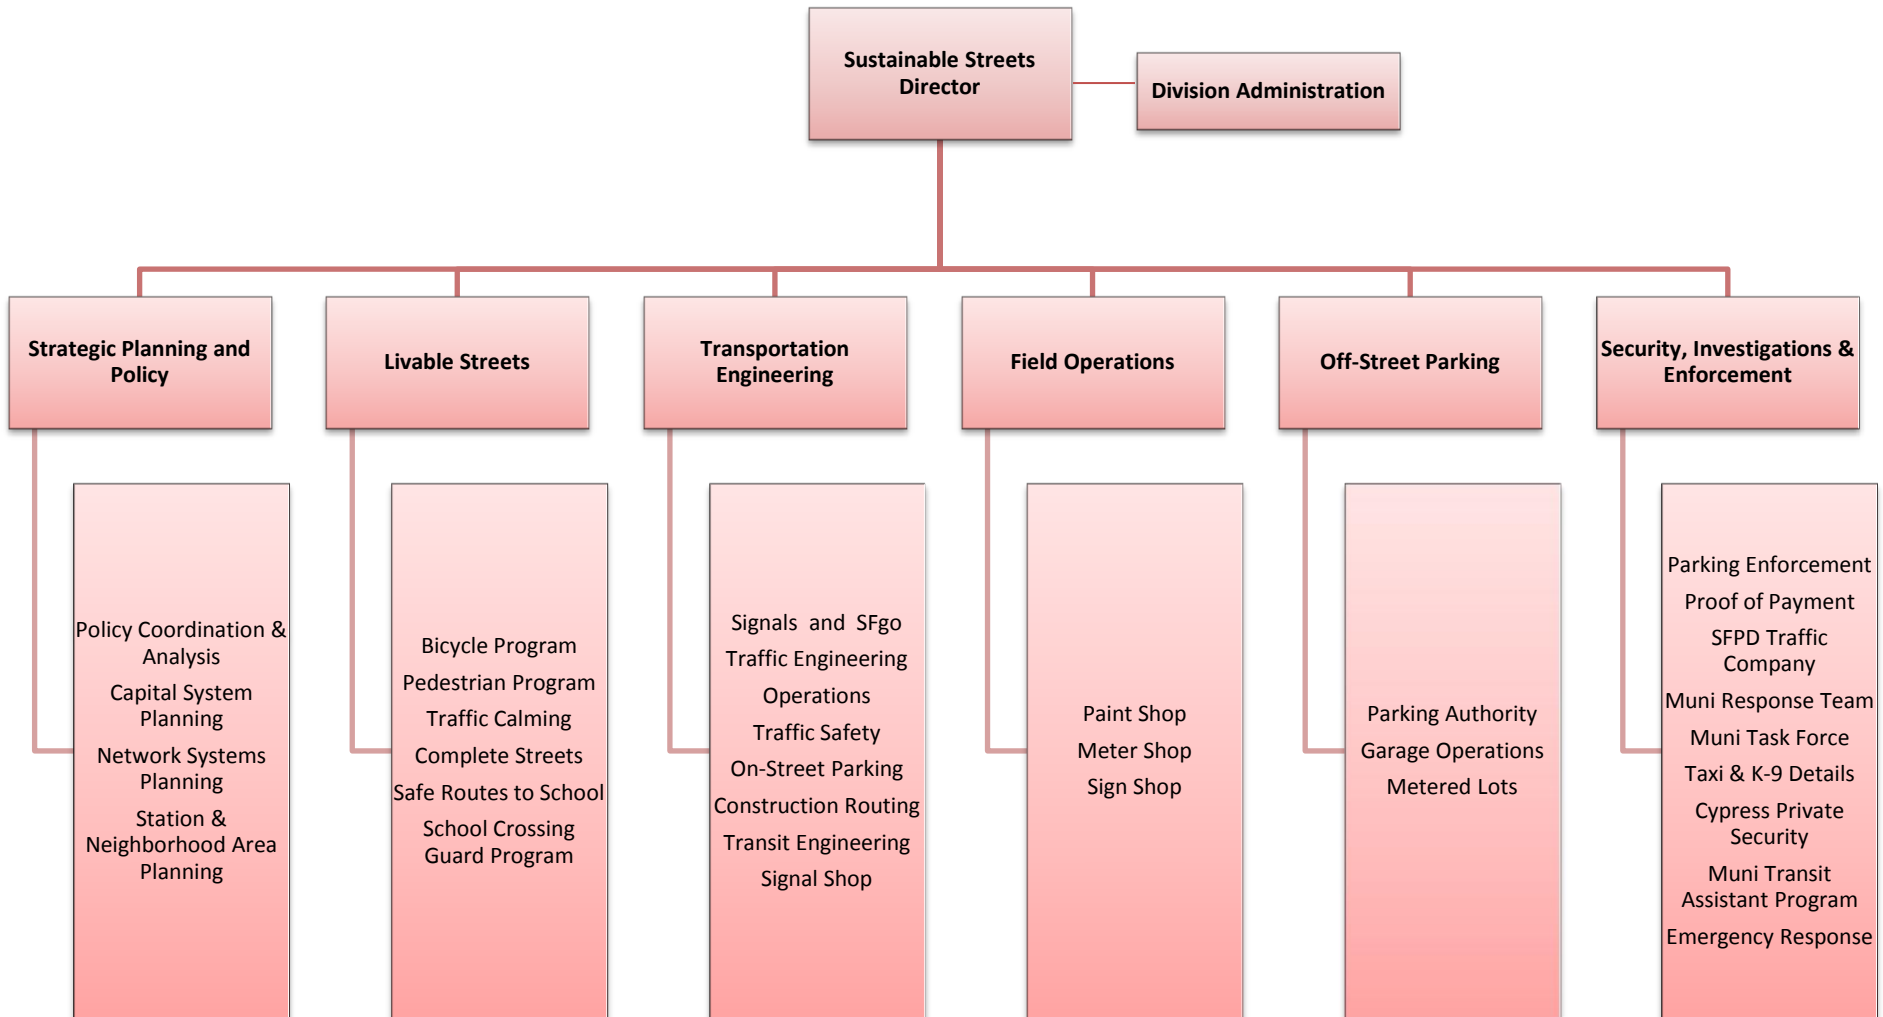 Sustainable Streets
Director
Division Administration
Strategic Planning and
Policy
Livable Streets
Transportation
Engineering
Field Operations
Off-Street Parking
Security, Investigations &
Enforcement
Policy Coordination &
Analysis
Capital System
Planning
Network Systems
Planning
Station &
Neighborhood Area
Planning
Bicycle Program
Pedestrian Program
Traffic Calming
Complete Streets
Safe Routes to School
School Crossing
Guard Program
Signals and SFgo
Traffic Engineering
Operations
Traffic Safety
On-Street Parking
Construction Routing
Transit Engineering
Signal Shop
Paint Shop
Meter Shop
Sign Shop
Parking Authority
Garage Operations
Metered Lots
Parking Enforcement
Proof of Payment
SFPD Traffic
Company
Muni Response Team
Muni Task Force
Taxi & K-9 Details
Cypress Private
Security
Muni Transit
Assistant Program
Emergency Response